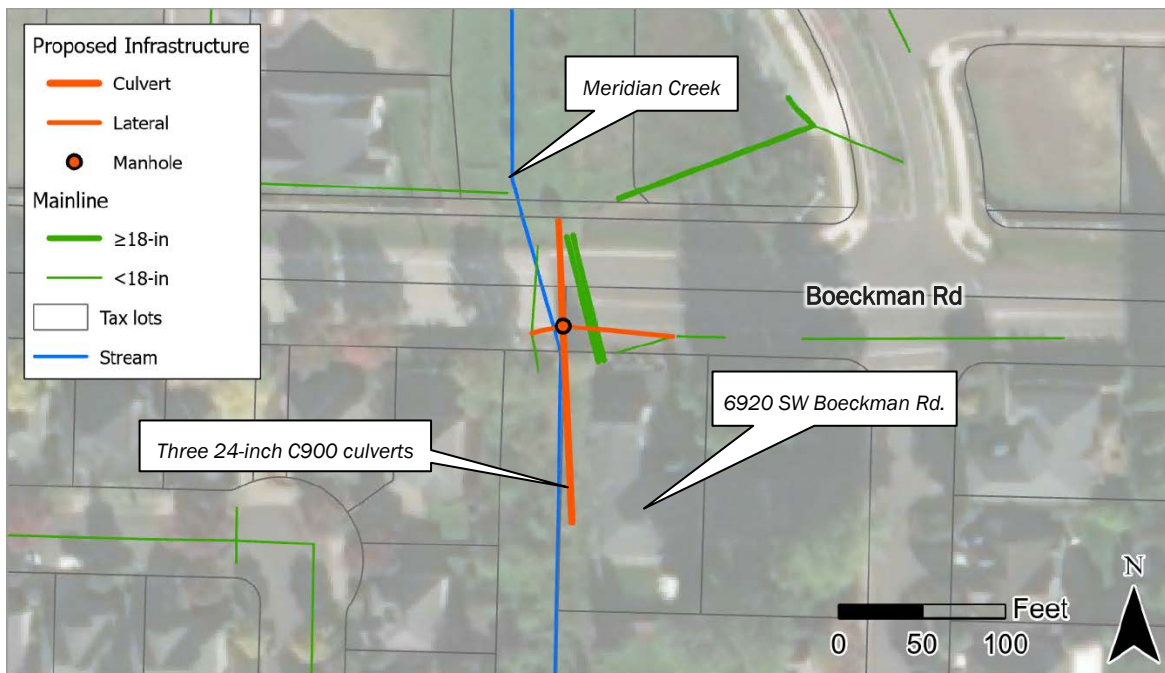 Proposed Infrastructure
Culvert
Lateral
Manhole
Mainline
≥18-in
<18-in
Tax lots
Stream
Meridian Creek
Boeckman Rd
6920 SW Boeckman Rd.
Three 24-inch C900 culverts
N
Feet
0 50 100